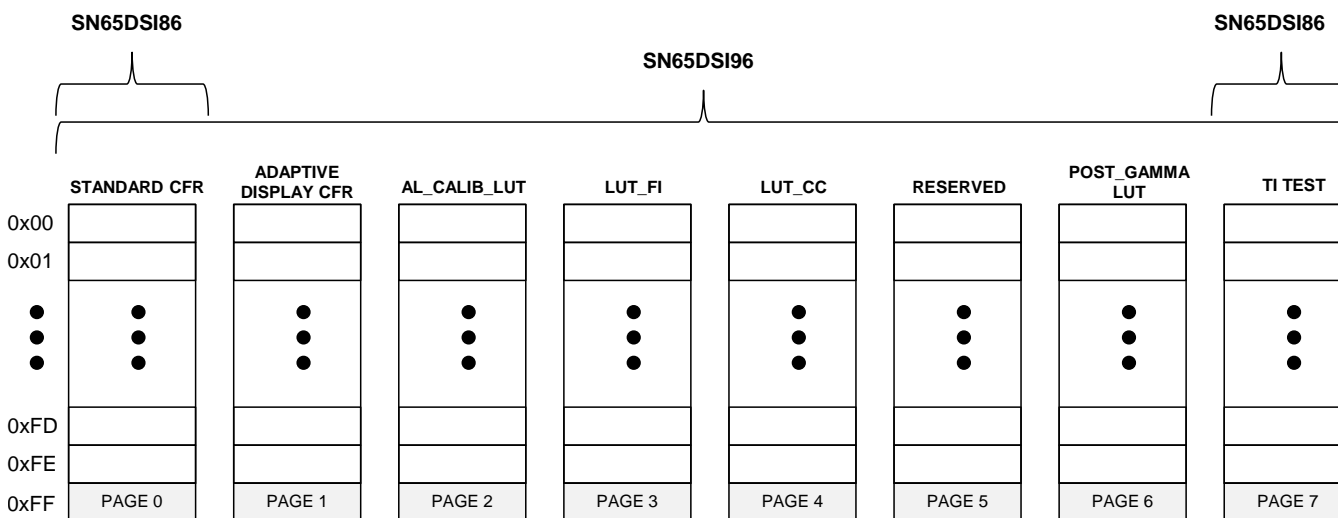 SN65DSI86
SN65DSI86
SN65DSI96
STANDARD CFR
ADAPTIVE
DISPLAY CFR
AL_CALIB_LUT
LUT_FI
LUT_CC
RESERVED
POST_GAMMA
LUT
TI TEST
0x00
0x01
0xFD
0xFE
0xFF
PAGE 0
PAGE 1
PAGE 2
PAGE 3
PAGE 4
PAGE 5
PAGE 6
PAGE 7